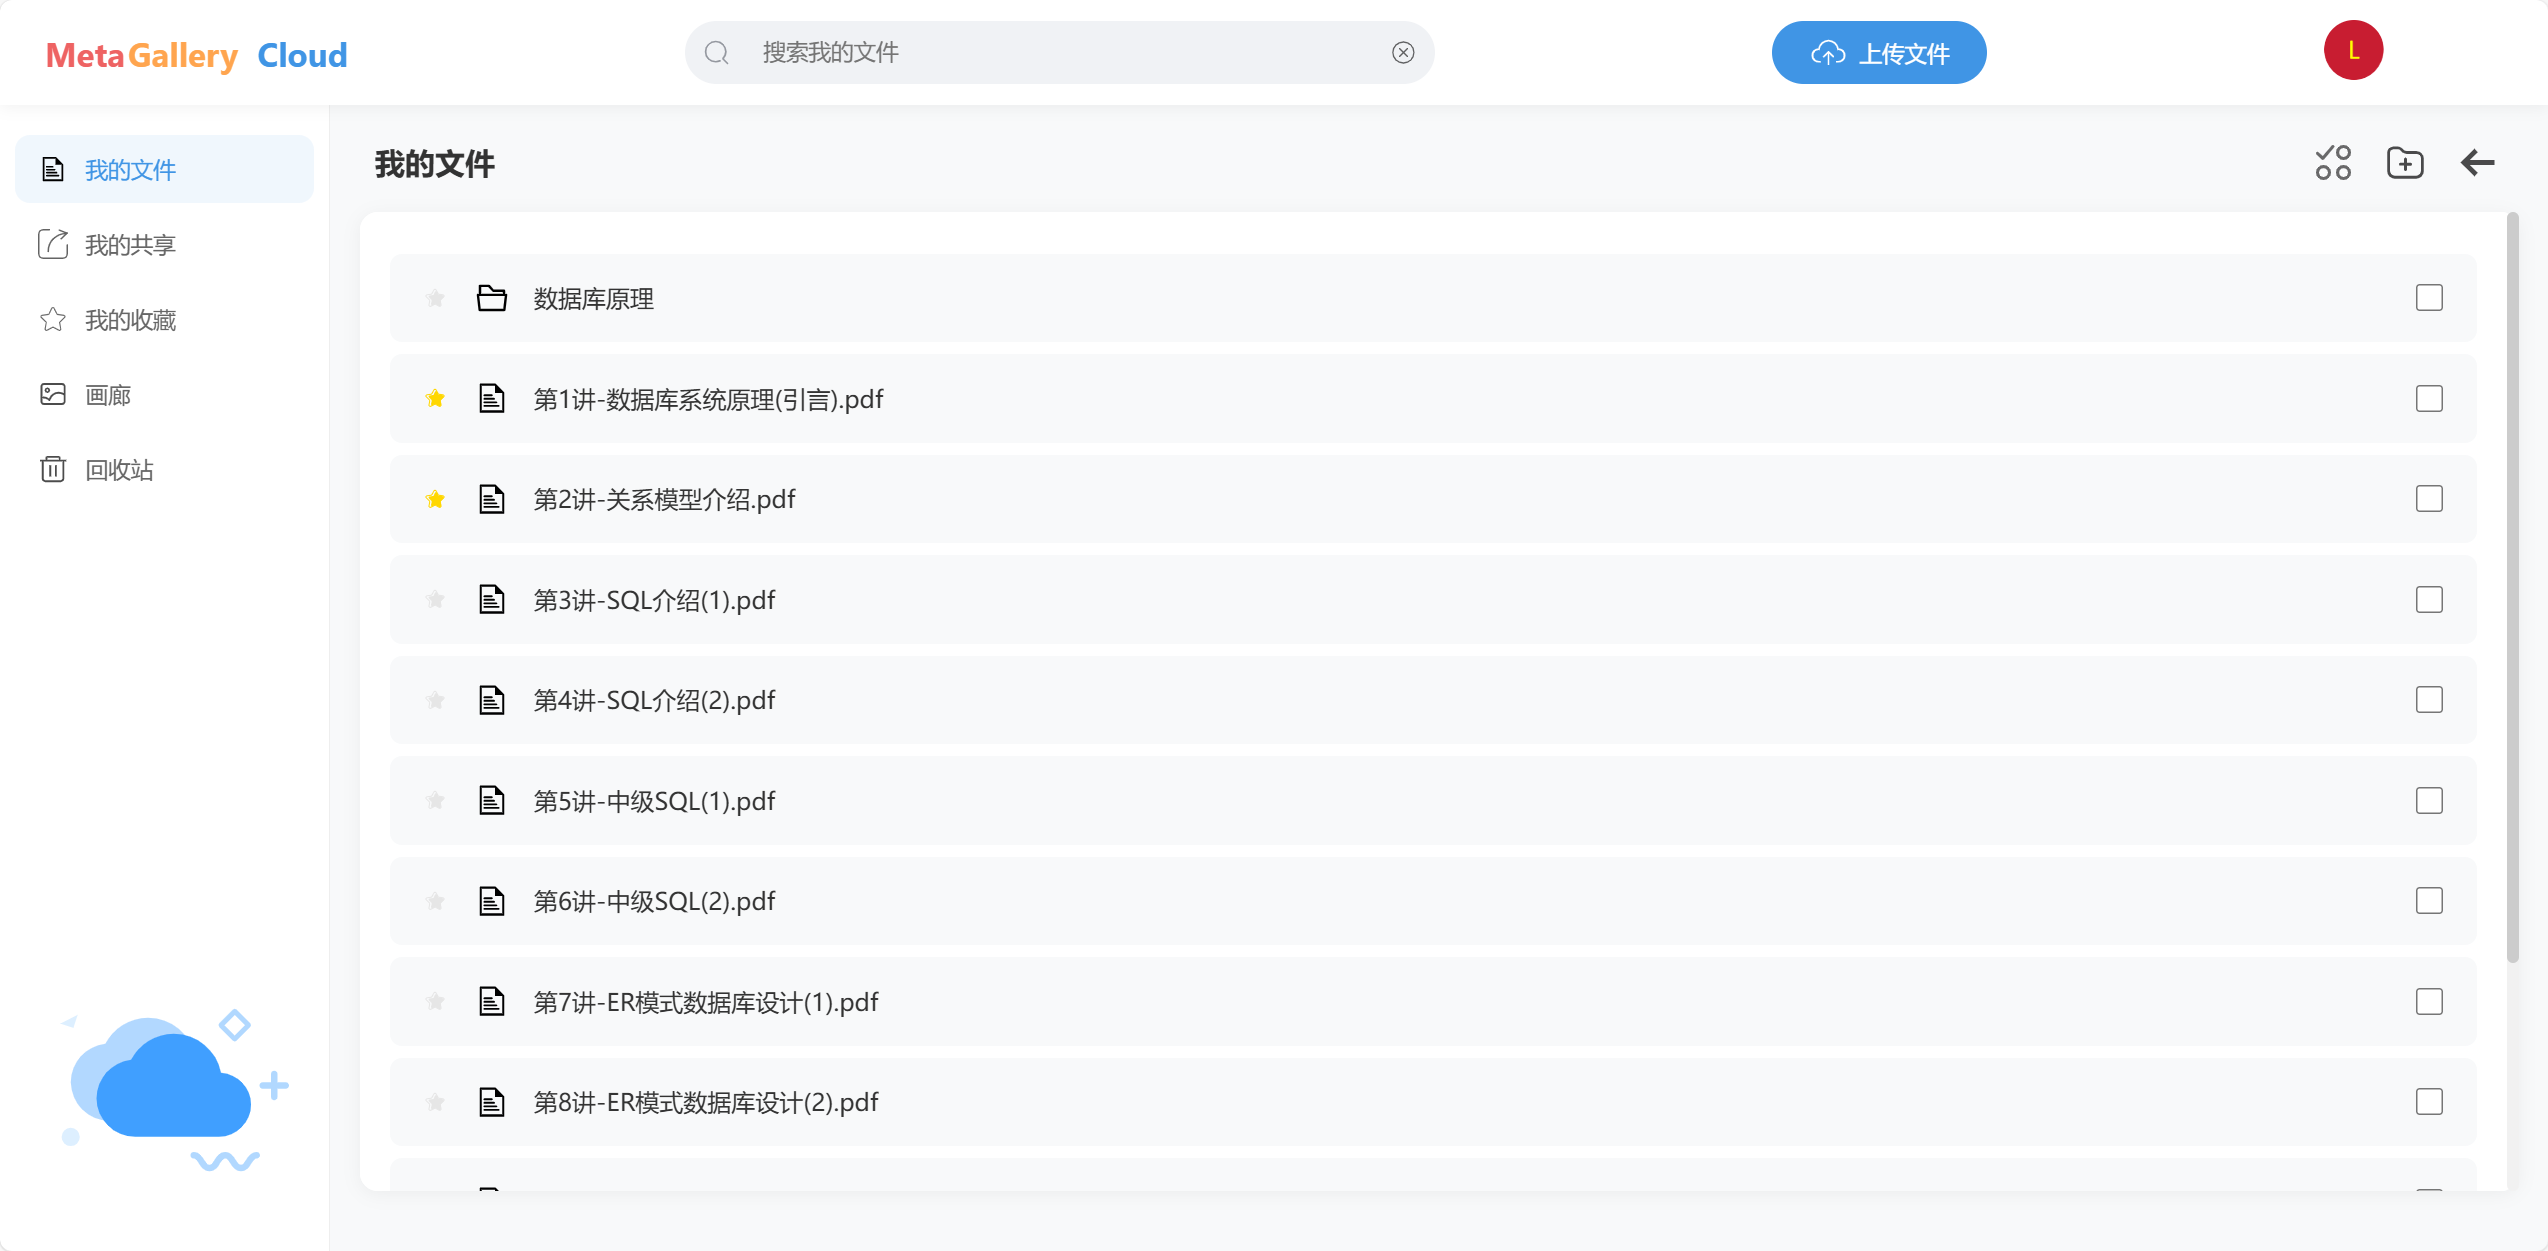 MetaGallery Cloud
搜索我的文件
上传文件
L
我的文件
我的共享
我的收藏
画廊
回收站
我的文件
数据库原理
第1讲-数据库系统原理(引言).pdf
第2讲-关系模型介绍.pdf
第3讲-SQL介绍(1).pdf
第4讲-SQL介绍(2).pdf
第5讲-中级SQL(1).pdf
第6讲-中级SQL(2).pdf
第7讲-ER模式数据库设计(1).pdf
第8讲-ER模式数据库设计(2).pdf